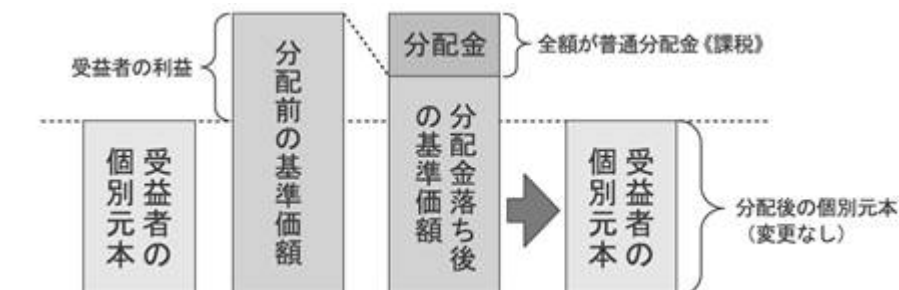 受益者の利益
受益者の
個別元本
分配前の基準価額
分配金
全額が普通分配金《課税》
分配金落ち後
の基準価額
受益者の
個別元本
分配後の個別元本
(変更なし)